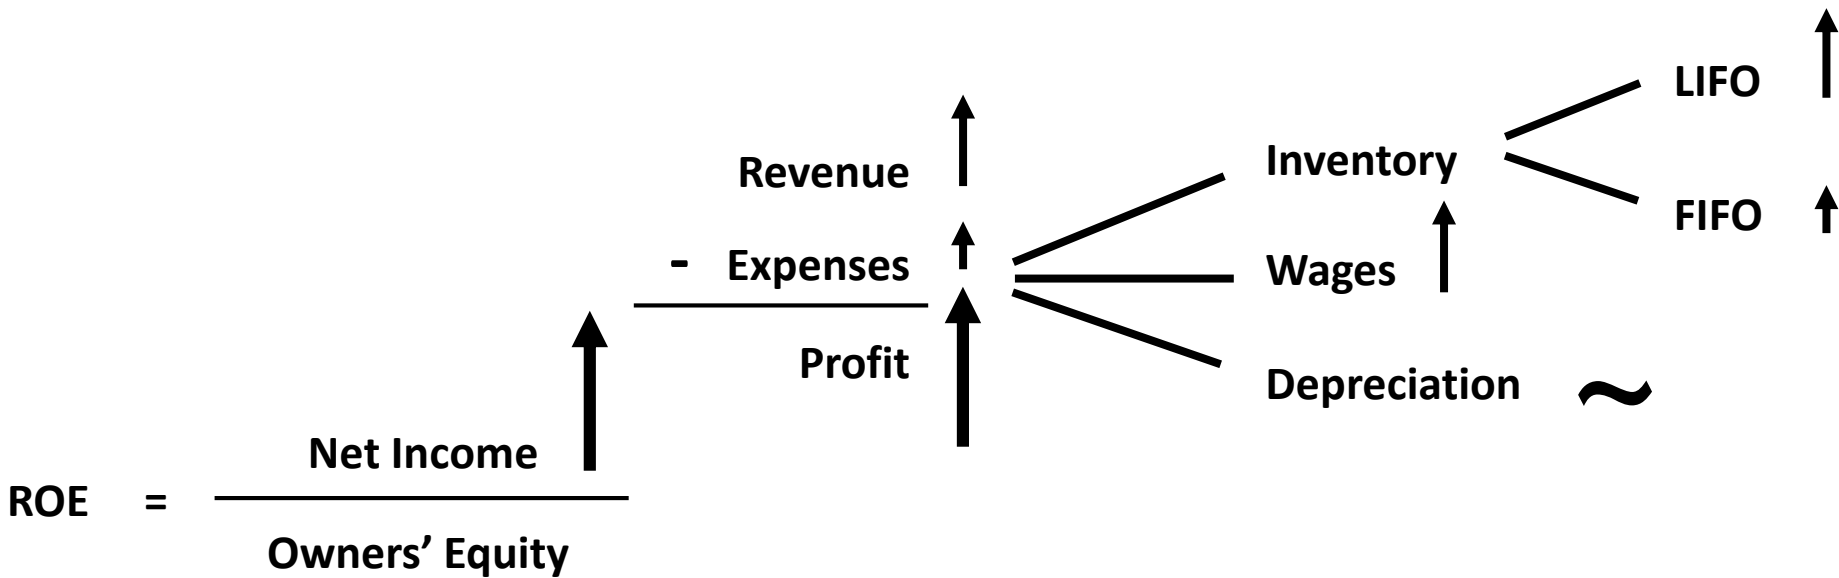 LIFO
Revenue
Inventory
FIFO
- Expenses
Wages
Profit
Depreciation ~
Net Income
ROE =
Owners’ Equity